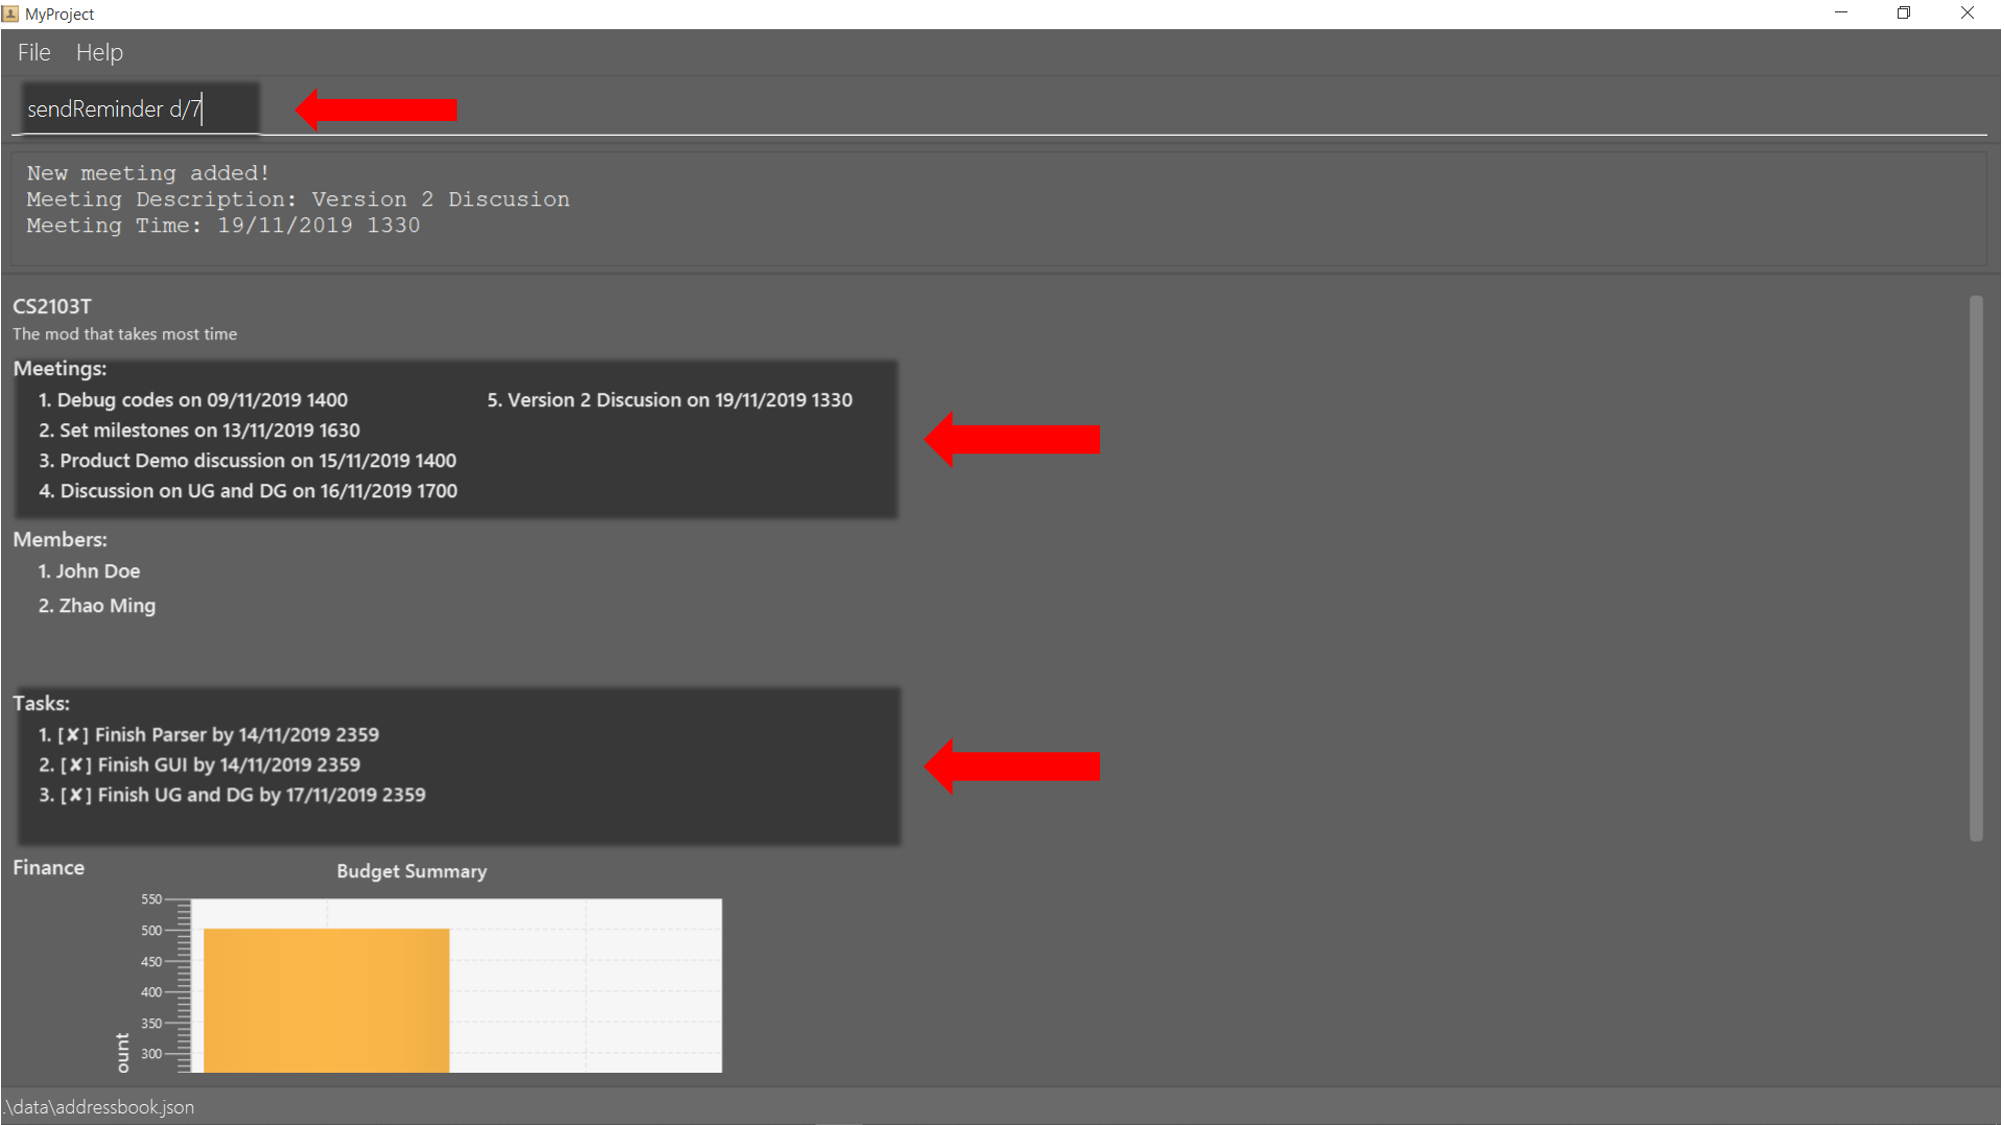 MyProject
File Help
sendReminder d/7
New meeting added!
Meeting Description: Version 2 Discusion
Meeting Time: 19/11/2019 1330
CS2103T
The mod that takes most time
Meetings:
1. Debug codes on 09/11/2019 1400
2. Set milestones on 13/11/2019 1630
3. Product Demo discussion on 15/11/2019 1400
4. Discussion on UG and DG on 16/11/2019 1700
5. Version 2 Discusion on 19/11/2019 1330
Members:
1. John Doe
2. Zhao Ming
Tasks:
1. [✘] Finish Parser by 14/11/2019 2359
2. [✘] Finish GUI by 14/11/2019 2359
3. [✘] Finish UG and DG by 17/11/2019 2359
Finance
Budget Summary
550
500
450
400
350
300
ount
.\data\addressbook.json